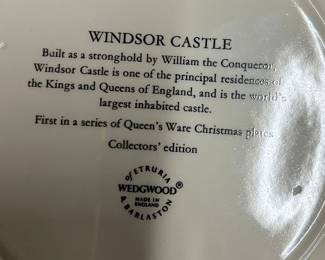 WINDSOR CASTLE
Built as a stronghold by William the Conqueror,
Windsor Castle is one of the principal residences of
the Kings and Queens of England, and is the world's
largest inhabited castle.
First in a series of Queen's Ware Christmas plates
Collectors' edition
OF ETRURIA
WEDGWOOD®
MADE IN
ENGLAND
& BARLASTON